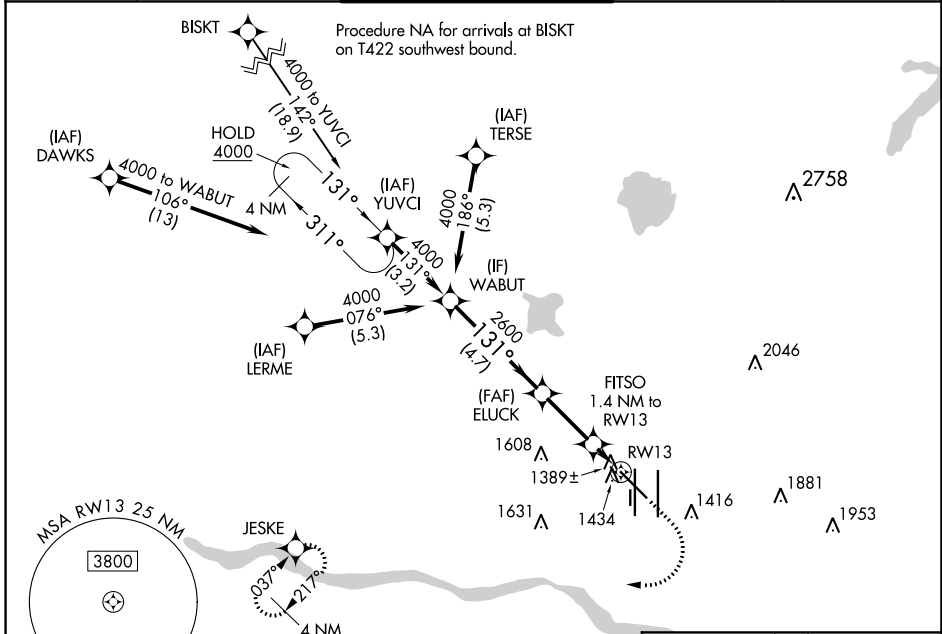 BISKT
Procedure NA for arrivals at BISKT
on T422 southwest bound.
4000 to YUVCI
142°
(18.9)
(IAF)
TERSE
HOLD
4000
(IAF)
DAWKS
4000 to WABUT
106°
(13)
131°
4 NM
311°
(IAF)
YUVCI
4000
186°
(5.3)
2758
4000
131°
(3.2)
(IF)
WABUT
4000
076°
(5.3)
(IAF)
LERME
2600
131°
(4.7)
2046
(FAF)
ELUCK
FITSO
1.4 NM to
RW13
1608
RW13
1389±
1434
1631
1416
1881
1953
MSA RW13 25 NM
3800
JESKE
037°
217°
4 NM